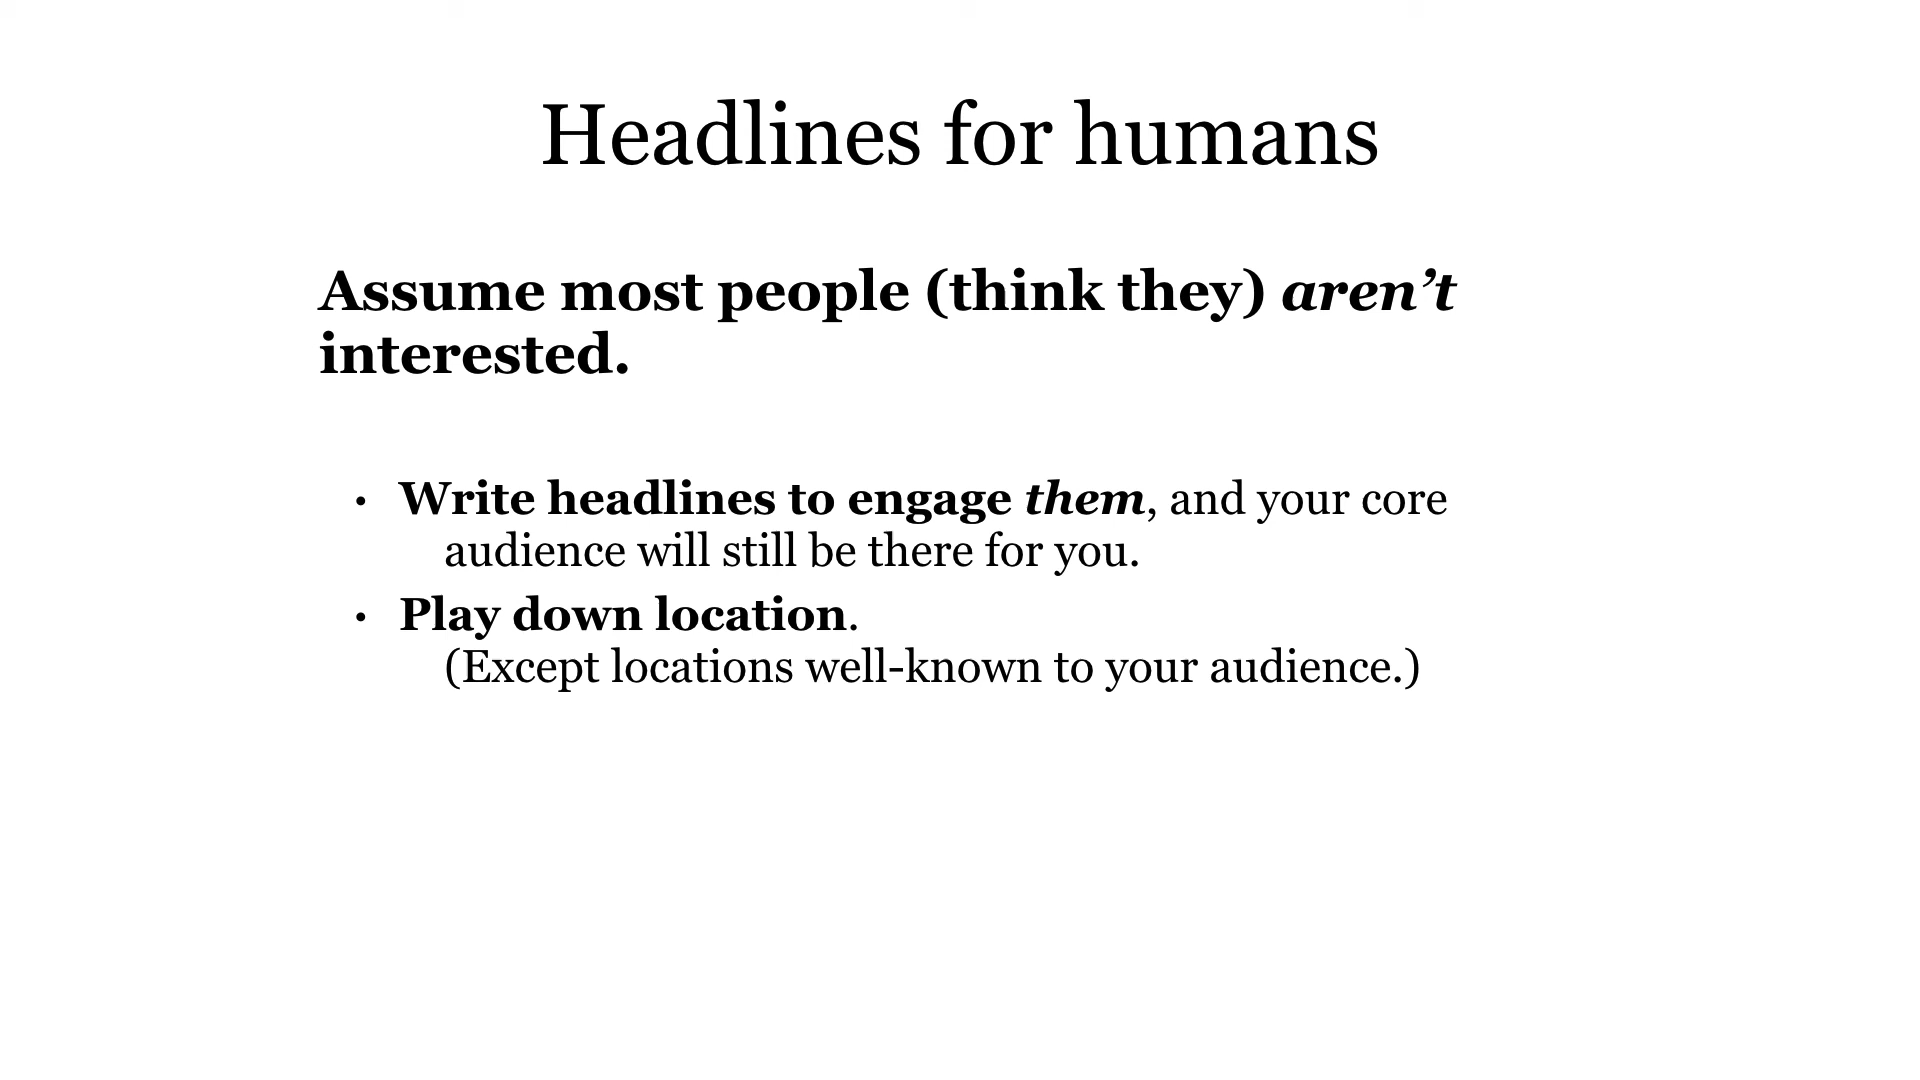 Headlines for humans
Assume most people (think they) aren’t
interested.
• Write headlines to engage them, and your core
audience will still be there for you.
• Play down location.
(Except locations well-known to your audience.)